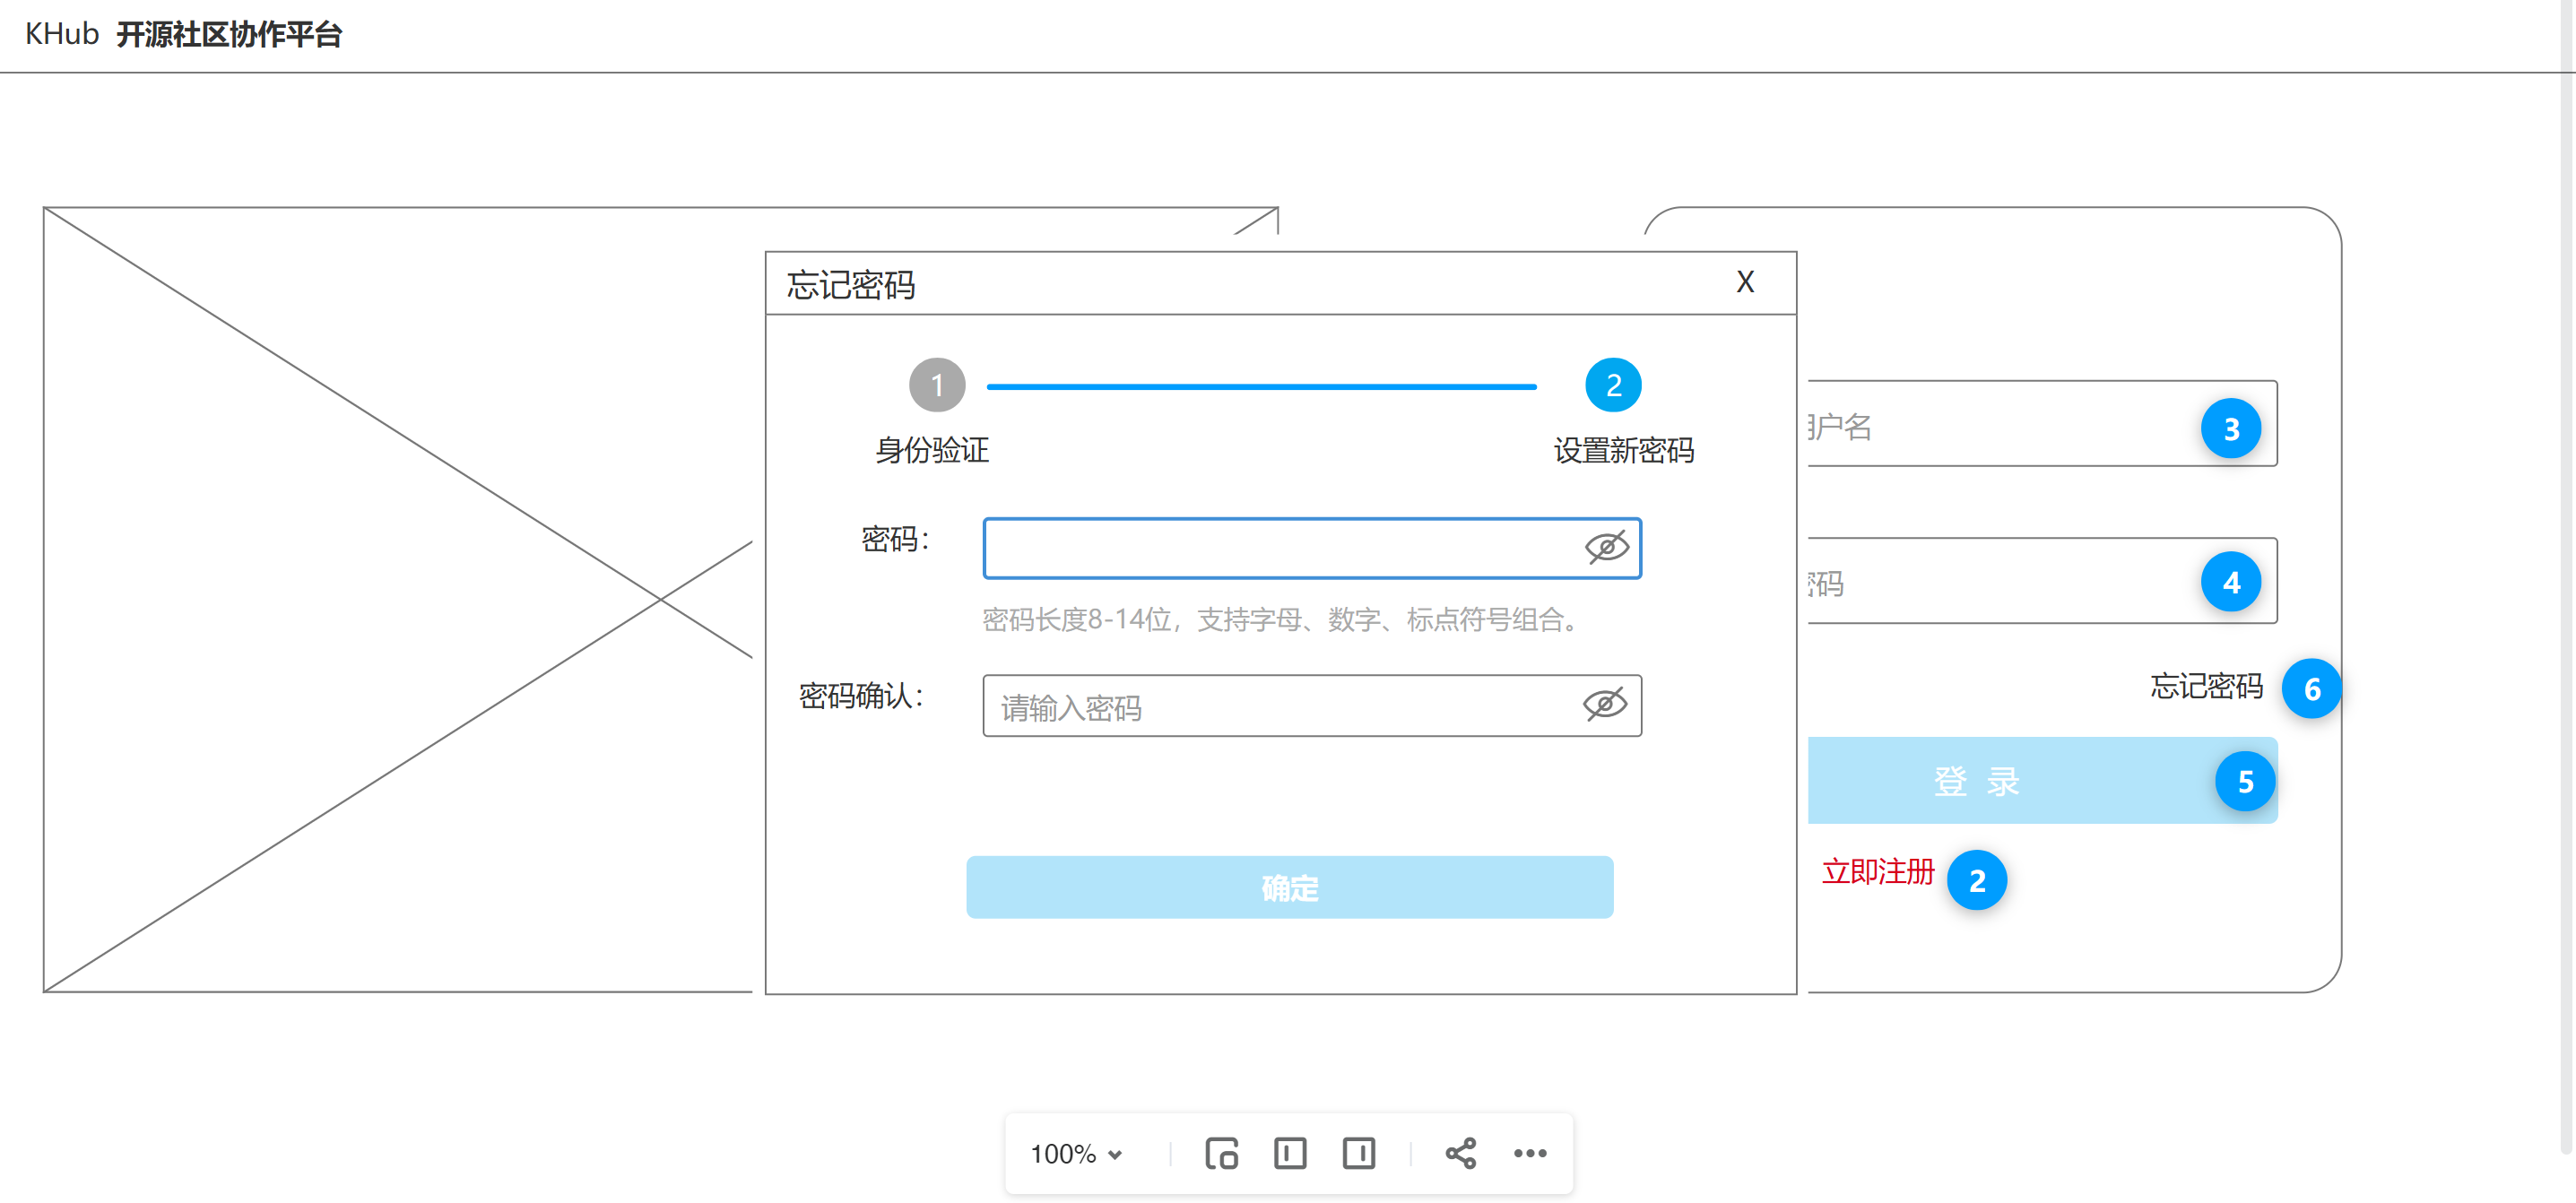 KHub 开源社区协作平台
忘记密码 X
1 2
身份验证 设置新密码
密码：
密码长度8-14位，支持字母、数字、标点符号组合。
密码确认： 请输入密码
确定
户名 3
密码 4
忘记密码 6
登 录 5
立即注册 2
100%